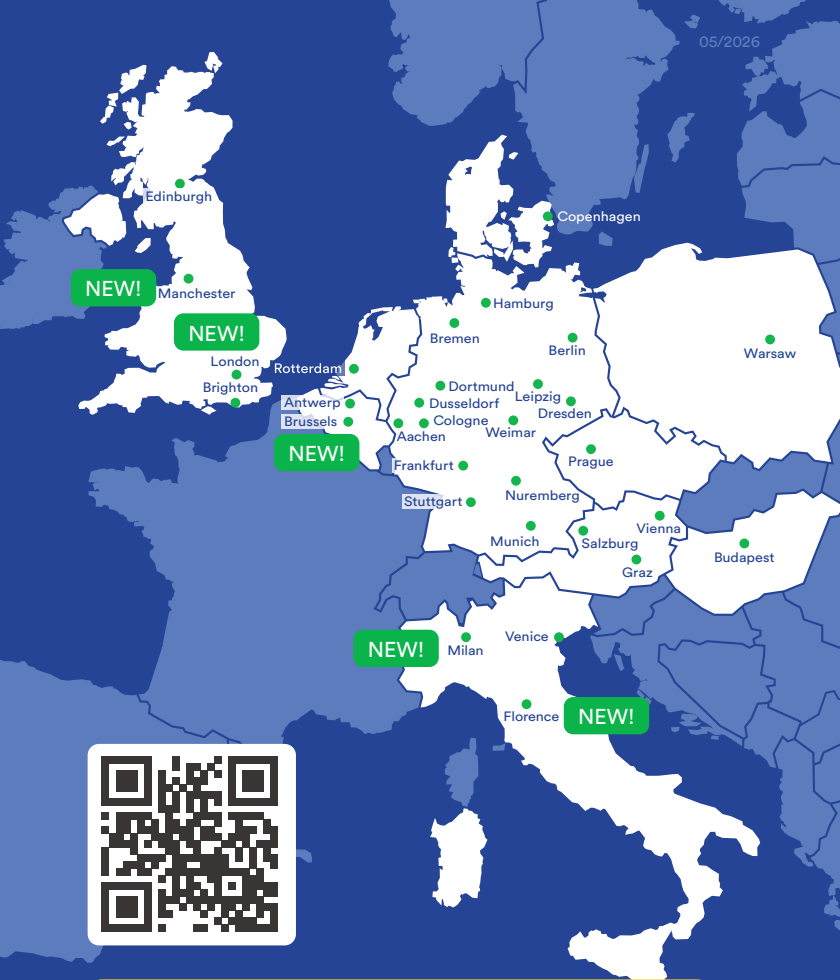 05/2026
Edinburgh
Copenhagen
NEW!
Manchester
Hamburg
NEW!
Bremen
Berlin
Warsaw
London
Rotterdam
Brighton
Dortmund
Leipzig
Antwerp
Dusseldorf
Dresden
Brussels
Cologne
Weimar
Aachen
NEW!
Frankfurt
Prague
Nuremberg
Stuttgart
Vienna
Munich
Salzburg
Budapest
Graz
NEW!
Milan
Venice
Florence
NEW!